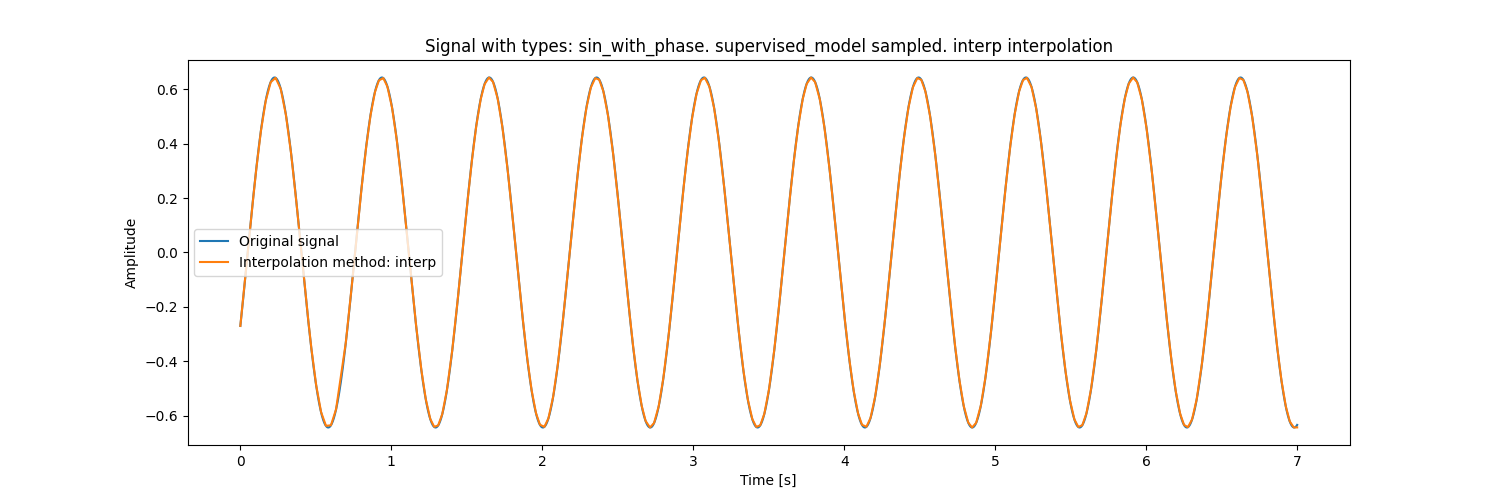 Signal with types: sin_with_phase. supervised_model sampled. interp interpolation
Amplitude
0.6
0.4
0.2
0.0
−0.2
−0.4
−0.6
Original signal
Interpolation method: interp
0 1 2 3 4 5 6 7
Time [s]